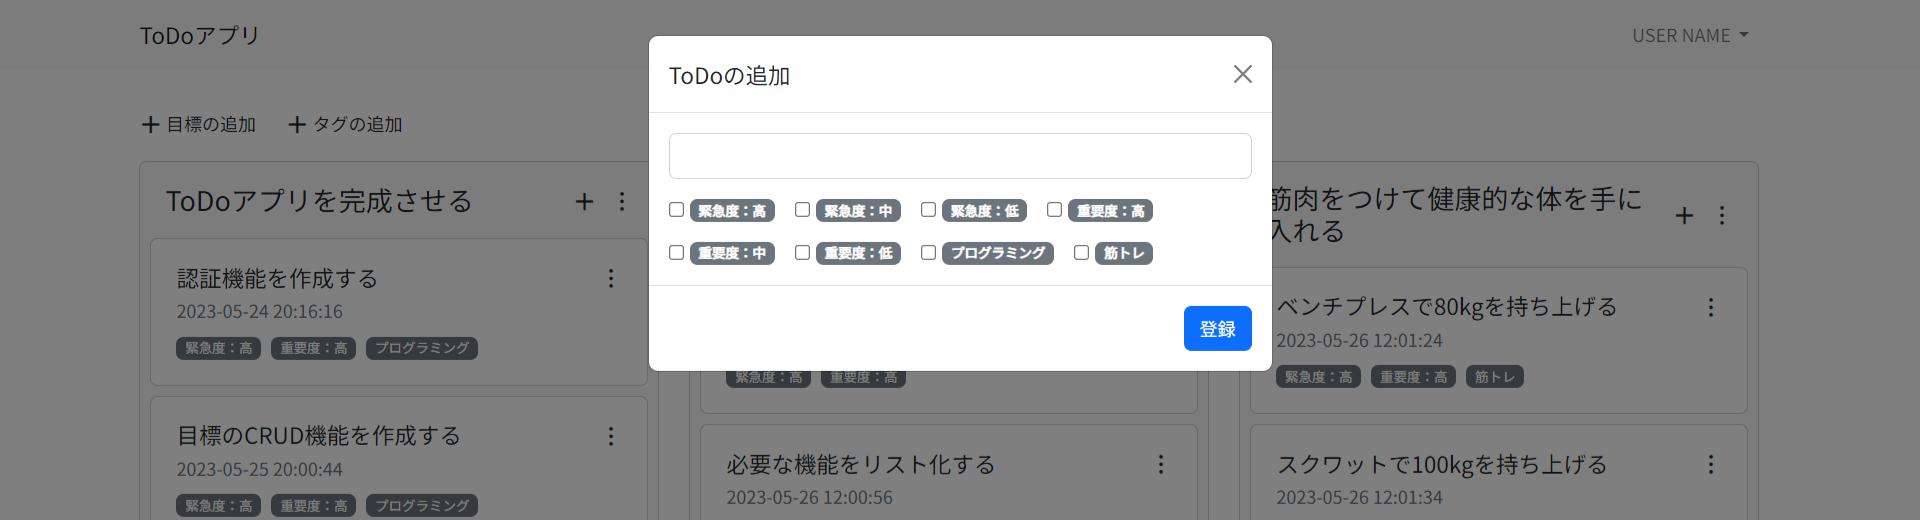 ToDoアプリ
USER NAME
ToDoの追加
緊急度：高 緊急度：中 緊急度：低 重要度：高
重要度：中 重要度：低 プログラミング 筋トレ
登録
目標の追加 タグの追加
ToDoアプリを完成させる
認証機能を作成する
2023-05-24 20:16:16
緊急度：高 重要度：高 プログラミング
目標のCRUD機能を作成する
2023-05-25 20:00:44
緊急度：高 重要度：高 プログラミング
緊急度：高 重要度：高
必要な機能をリスト化する
2023-05-26 12:00:56
筋肉をつけて健康的な体を手に
入れる
ベンチプレスで80kgを持ち上げる
2023-05-26 12:01:24
緊急度：高 重要度：高 筋トレ
スクワットで100kgを持ち上げる
2023-05-26 12:01:34